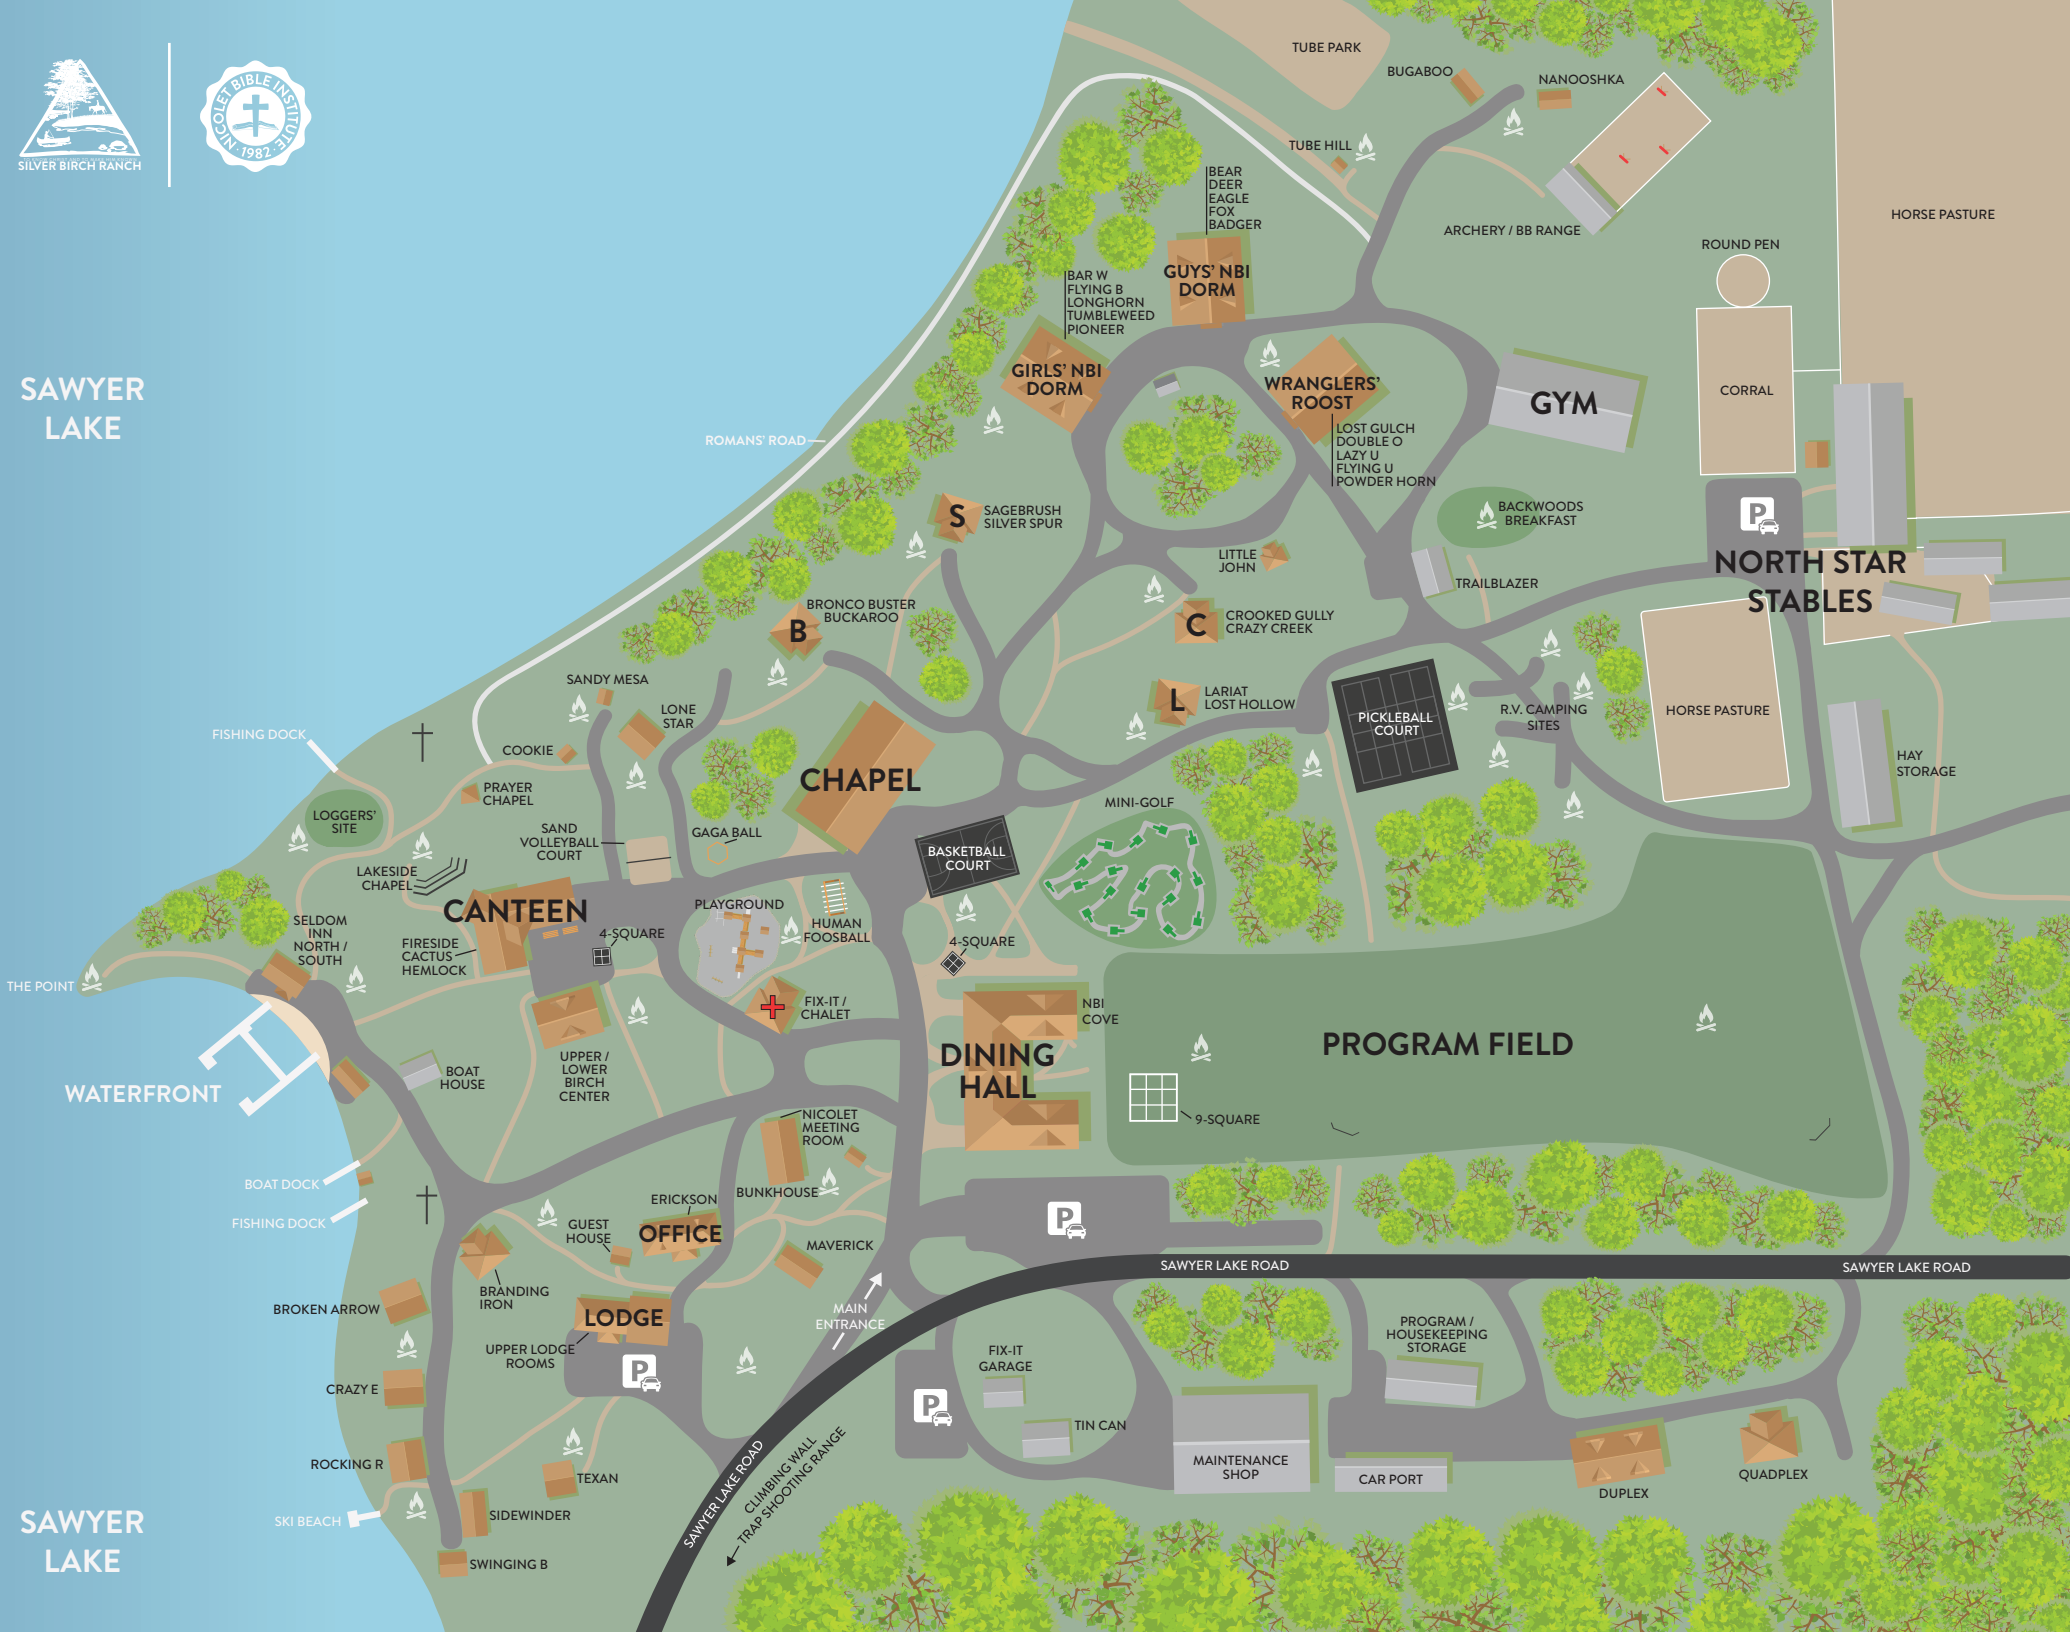 NICOLET BIBLE INSTITUTE
· 1982 ·
SILVER BIRCH RANCH
TUBE PARK
BUGABOO
NANOOSHKA
TUBE HILL
ARCHERY / BB RANGE
HORSE PASTURE
ROUND PEN
CORRAL
BEAR
DEER
EAGLE
FOX
BADGER
GUYS' NBI
DORM
BAR W
FLYING B
LONGHORN
TUMBLEWEED
PIONEER
GIRLS' NBI
DORM
WRANGLERS'
ROOST
LOST GULCH
DOUBLE O
LAZY U
FLYING U
POWDER HORN
GYM
SAWYER
LAKE
ROMANS' ROAD
S
SAGEBRUSH
SILVER SPUR
BACKWOODS
BREAKFAST
P
NORTH STAR
STABLES
LITTLE
JOHN
TRAILBLAZER
BRONCO BUSTER
BUCKAROO
B
C
CROOKED GULLY
CRAZY CREEK
SANDY MESA
LONE
STAR
L
LARIAT
LOST HOLLOW
PICKLEBALL
COURT
R.V. CAMPING
SITES
HORSE PASTURE
HAY
STORAGE
FISHING DOCK
COOKIE
PRAYER
CHAPEL
CHAPEL
MINI-GOLF
LOGGERS'
SITE
SAND
VOLLEYBALL
COURT
GAGA BALL
BASKETBALL
COURT
LAKESIDE
CHAPEL
CANTEEN
PLAYGROUND
HUMAN
FOOSBALL
4-SQUARE
4-SQUARE
SELDOM
INN
NORTH /
SOUTH
FIRESIDE
CACTUS
HEMLOCK
THE POINT
FIX-IT /
CHALET
NBI
COVE
DINING
HALL
PROGRAM FIELD
9-SQUARE
WATERFRONT
BOAT
HOUSE
UPPER /
LOWER
BIRCH
CENTER
NICOLET
MEETING
ROOM
BUNKHOUSE
BOAT DOCK
FISHING DOCK
ERICKSON
OFFICE
GUEST
HOUSE
MAVERICK
P
SAWYER LAKE ROAD
SAWYER LAKE ROAD
BRANDING
IRON
BROKEN ARROW
LODGE
UPPER LODGE
ROOMS
P
MAIN
ENTRANCE
FIX-IT
GARAGE
P
PROGRAM /
HOUSEKEEPING
STORAGE
CRAZY E
TIN CAN
ROCKING R
TEXAN
MAINTENANCE
SHOP
CAR PORT
DUPLEX
QUADPLEX
SKI BEACH
SIDEWINDER
SWINGING B
SAWYER LAKE ROAD
CLIMBING WALL
TRAP SHOOTING RANGE
SAWYER
LAKE